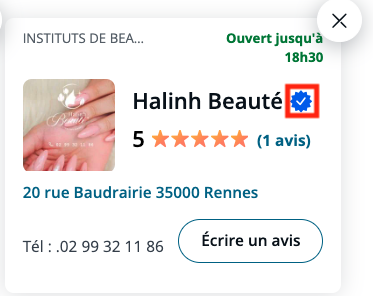 INSTITUTS DE BEA...
Ouvert jusqu'à
18h30
Halinh Beauté
5 (1 avis)
20 rue Baudrairie 35000 Rennes
Tél : .02 99 32 11 86
Écrire un avis